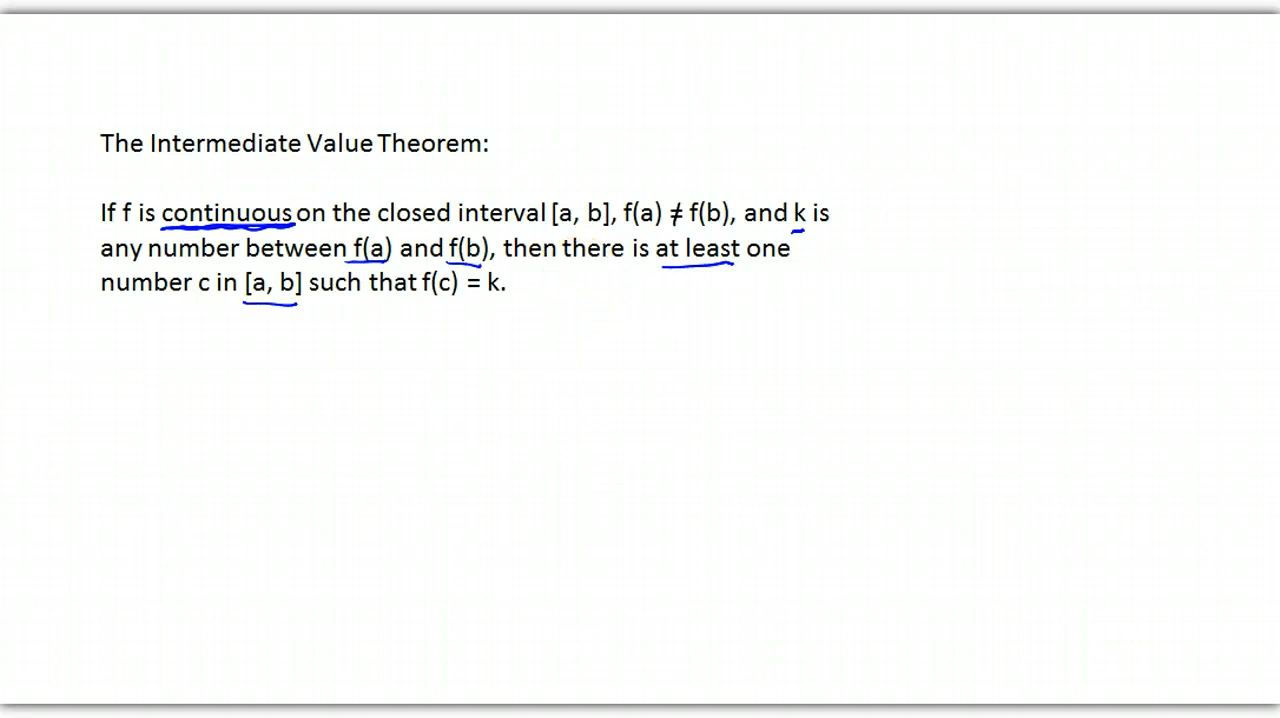 The Intermediate Value Theorem:
If f is continuous on the closed interval [a, b], f(a) ≠ f(b), and k is
any number between f(a) and f(b), then there is at least one
number c in [a, b] such that f(c) = k.